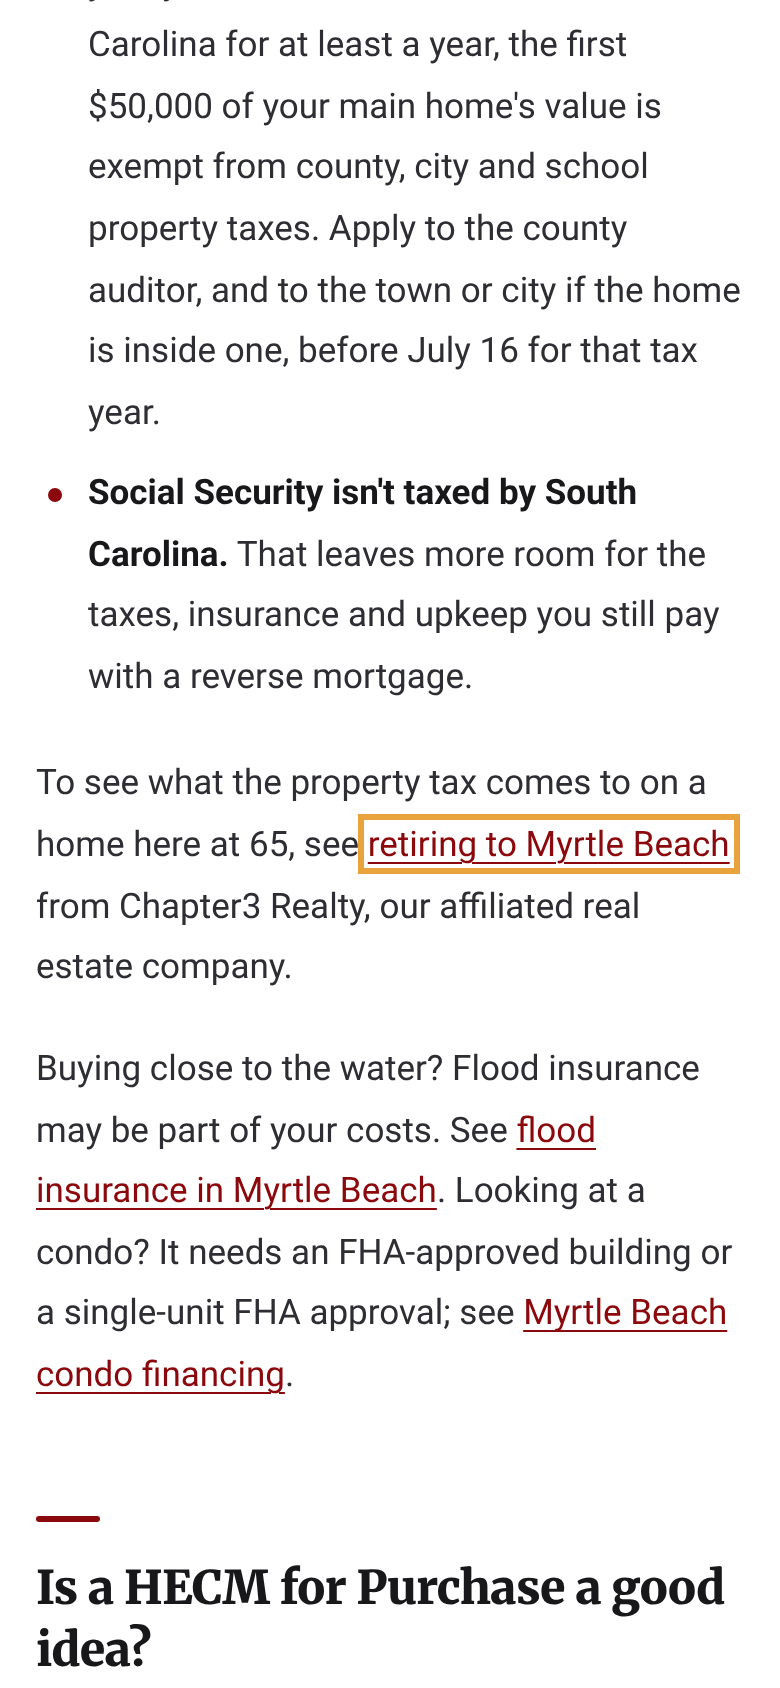 Carolina for at least a year, the first
$50,000 of your main home's value is
exempt from county, city and school
property taxes. Apply to the county
auditor, and to the town or city if the home
is inside one, before July 16 for that tax
year.
Social Security isn't taxed by South
Carolina. That leaves more room for the
taxes, insurance and upkeep you still pay
with a reverse mortgage.
To see what the property tax comes to on a
home here at 65, see retiring to Myrtle Beach
from Chapter3 Realty, our affiliated real
estate company.
Buying close to the water? Flood insurance
may be part of your costs. See flood
insurance in Myrtle Beach. Looking at a
condo? It needs an FHA-approved building or
a single-unit FHA approval; see Myrtle Beach
condo financing.
Is a HECM for Purchase a good
idea?